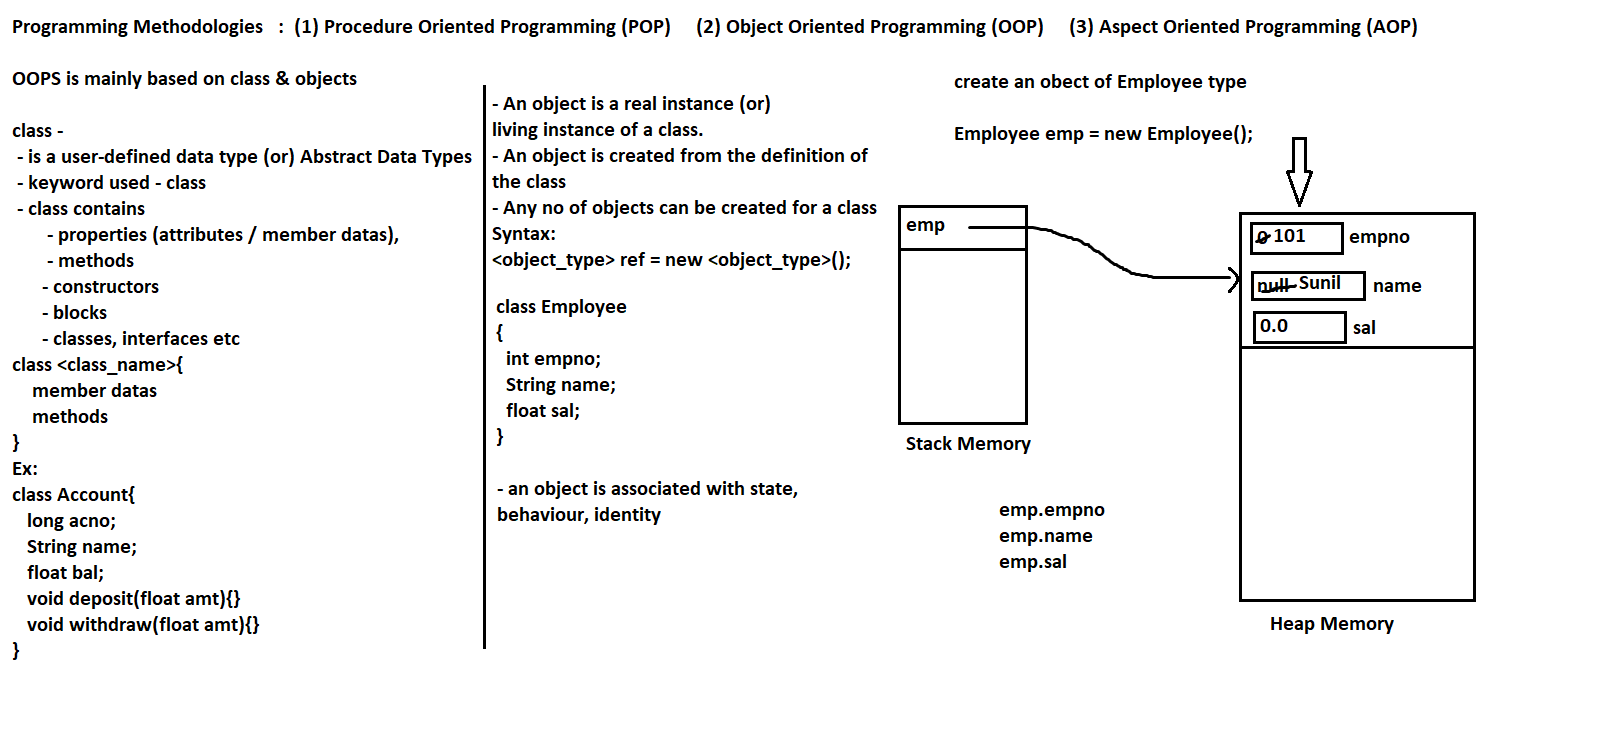 Programming Methodologies : (1) Procedure Oriented Programming (POP) (2) Object Oriented Programming (OOP) (3) Aspect Oriented Programming (AOP)
OOPS is mainly based on class & objects
class -
- is a user-defined data type (or) Abstract Data Types
- keyword used - class
- class contains
- properties (attributes / member datas),
- methods
- constructors
- blocks
- classes, interfaces etc
class <class_name>{
member datas
methods
}
Ex:
class Account{
long acno;
String name;
float bal;
void deposit(float amt){}
void withdraw(float amt){}
}
- An object is a real instance (or)
living instance of a class.
- An object is created from the definition of
the class
- Any no of objects can be created for a class
Syntax:
<object_type> ref = new <object_type>();
class Employee
{
int empno;
String name;
float sal;
}
- an object is associated with state,
behaviour, identity
create an obect of Employee type
Employee emp = new Employee();
emp
Stack Memory
0 101 empno
null Sunil name
0.0 sal
Heap Memory
emp.empno
emp.name
emp.sal